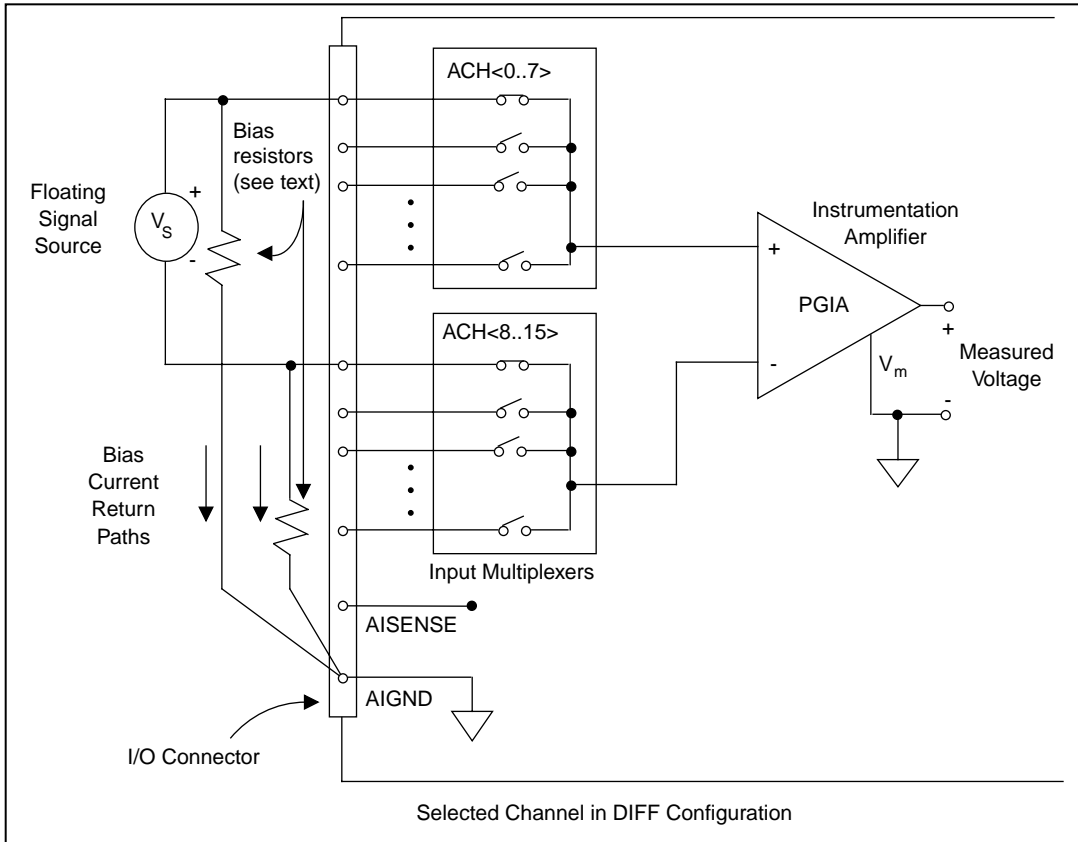 ACH<0..7>
Bias
resistors
(see text)
Floating
Signal
Source
+
V
S
-
Instrumentation
Amplifier
+
PGIA
-
+
V m
Measured
Voltage
-
ACH<8..15>
Bias
Current
Return
Paths
Input Multiplexers
AISENSE
AIGND
I/O Connector
Selected Channel in DIFF Configuration